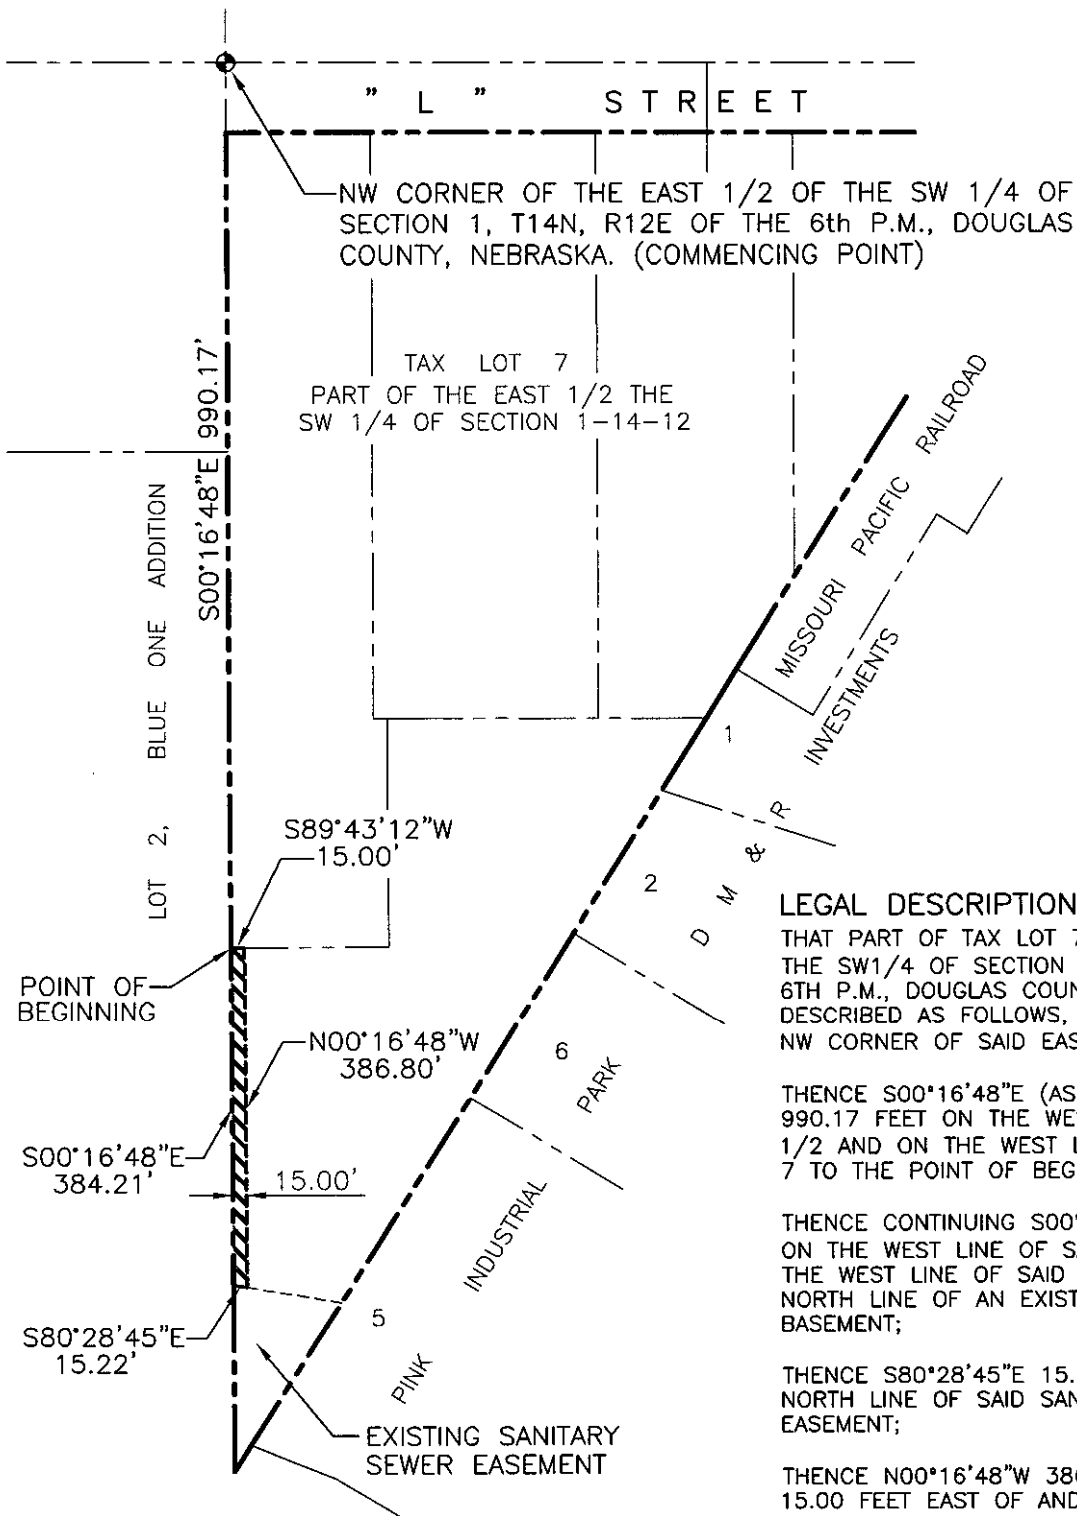 " L " STREET
NW CORNER OF THE EAST 1/2 OF THE SW 1/4 OF
SECTION 1, T14N, R12E OF THE 6th P.M., DOUGLAS
COUNTY, NEBRASKA. (COMMENCING POINT)
TAX LOT 7
PART OF THE EAST 1/2 THE
SW 1/4 OF SECTION 1-14-12
S00°16'48"E 990.17'
LOT 2, BLUE ONE ADDITION
MISSOURI PACIFIC RAILROAD
D M & R INVESTMENTS
1
2
6
5
PINK INDUSTRIAL PARK
S89°43'12"W
15.00'
POINT OF
BEGINNING
N00°16'48"W
386.80'
S00°16'48"E
384.21'
15.00'
S80°28'45"E
15.22'
EXISTING SANITARY
SEWER EASEMENT
LEGAL DESCRIPTION
THAT PART OF TAX LOT 7
THE SW1/4 OF SECTION
6TH P.M., DOUGLAS COUN
DESCRIBED AS FOLLOWS,
NW CORNER OF SAID EAS
THENCE S00°16'48"E (AS
990.17 FEET ON THE WE
1/2 AND ON THE WEST L
7 TO THE POINT OF BEG
THENCE CONTINUING S00°
ON THE WEST LINE OF SA
THE WEST LINE OF SAID
NORTH LINE OF AN EXIST
BASEMENT;
THENCE S80°28'45"E 15.
NORTH LINE OF SAID SAN
EASEMENT;
THENCE N00°16'48"W 386
15.00 FEET EAST OF AND